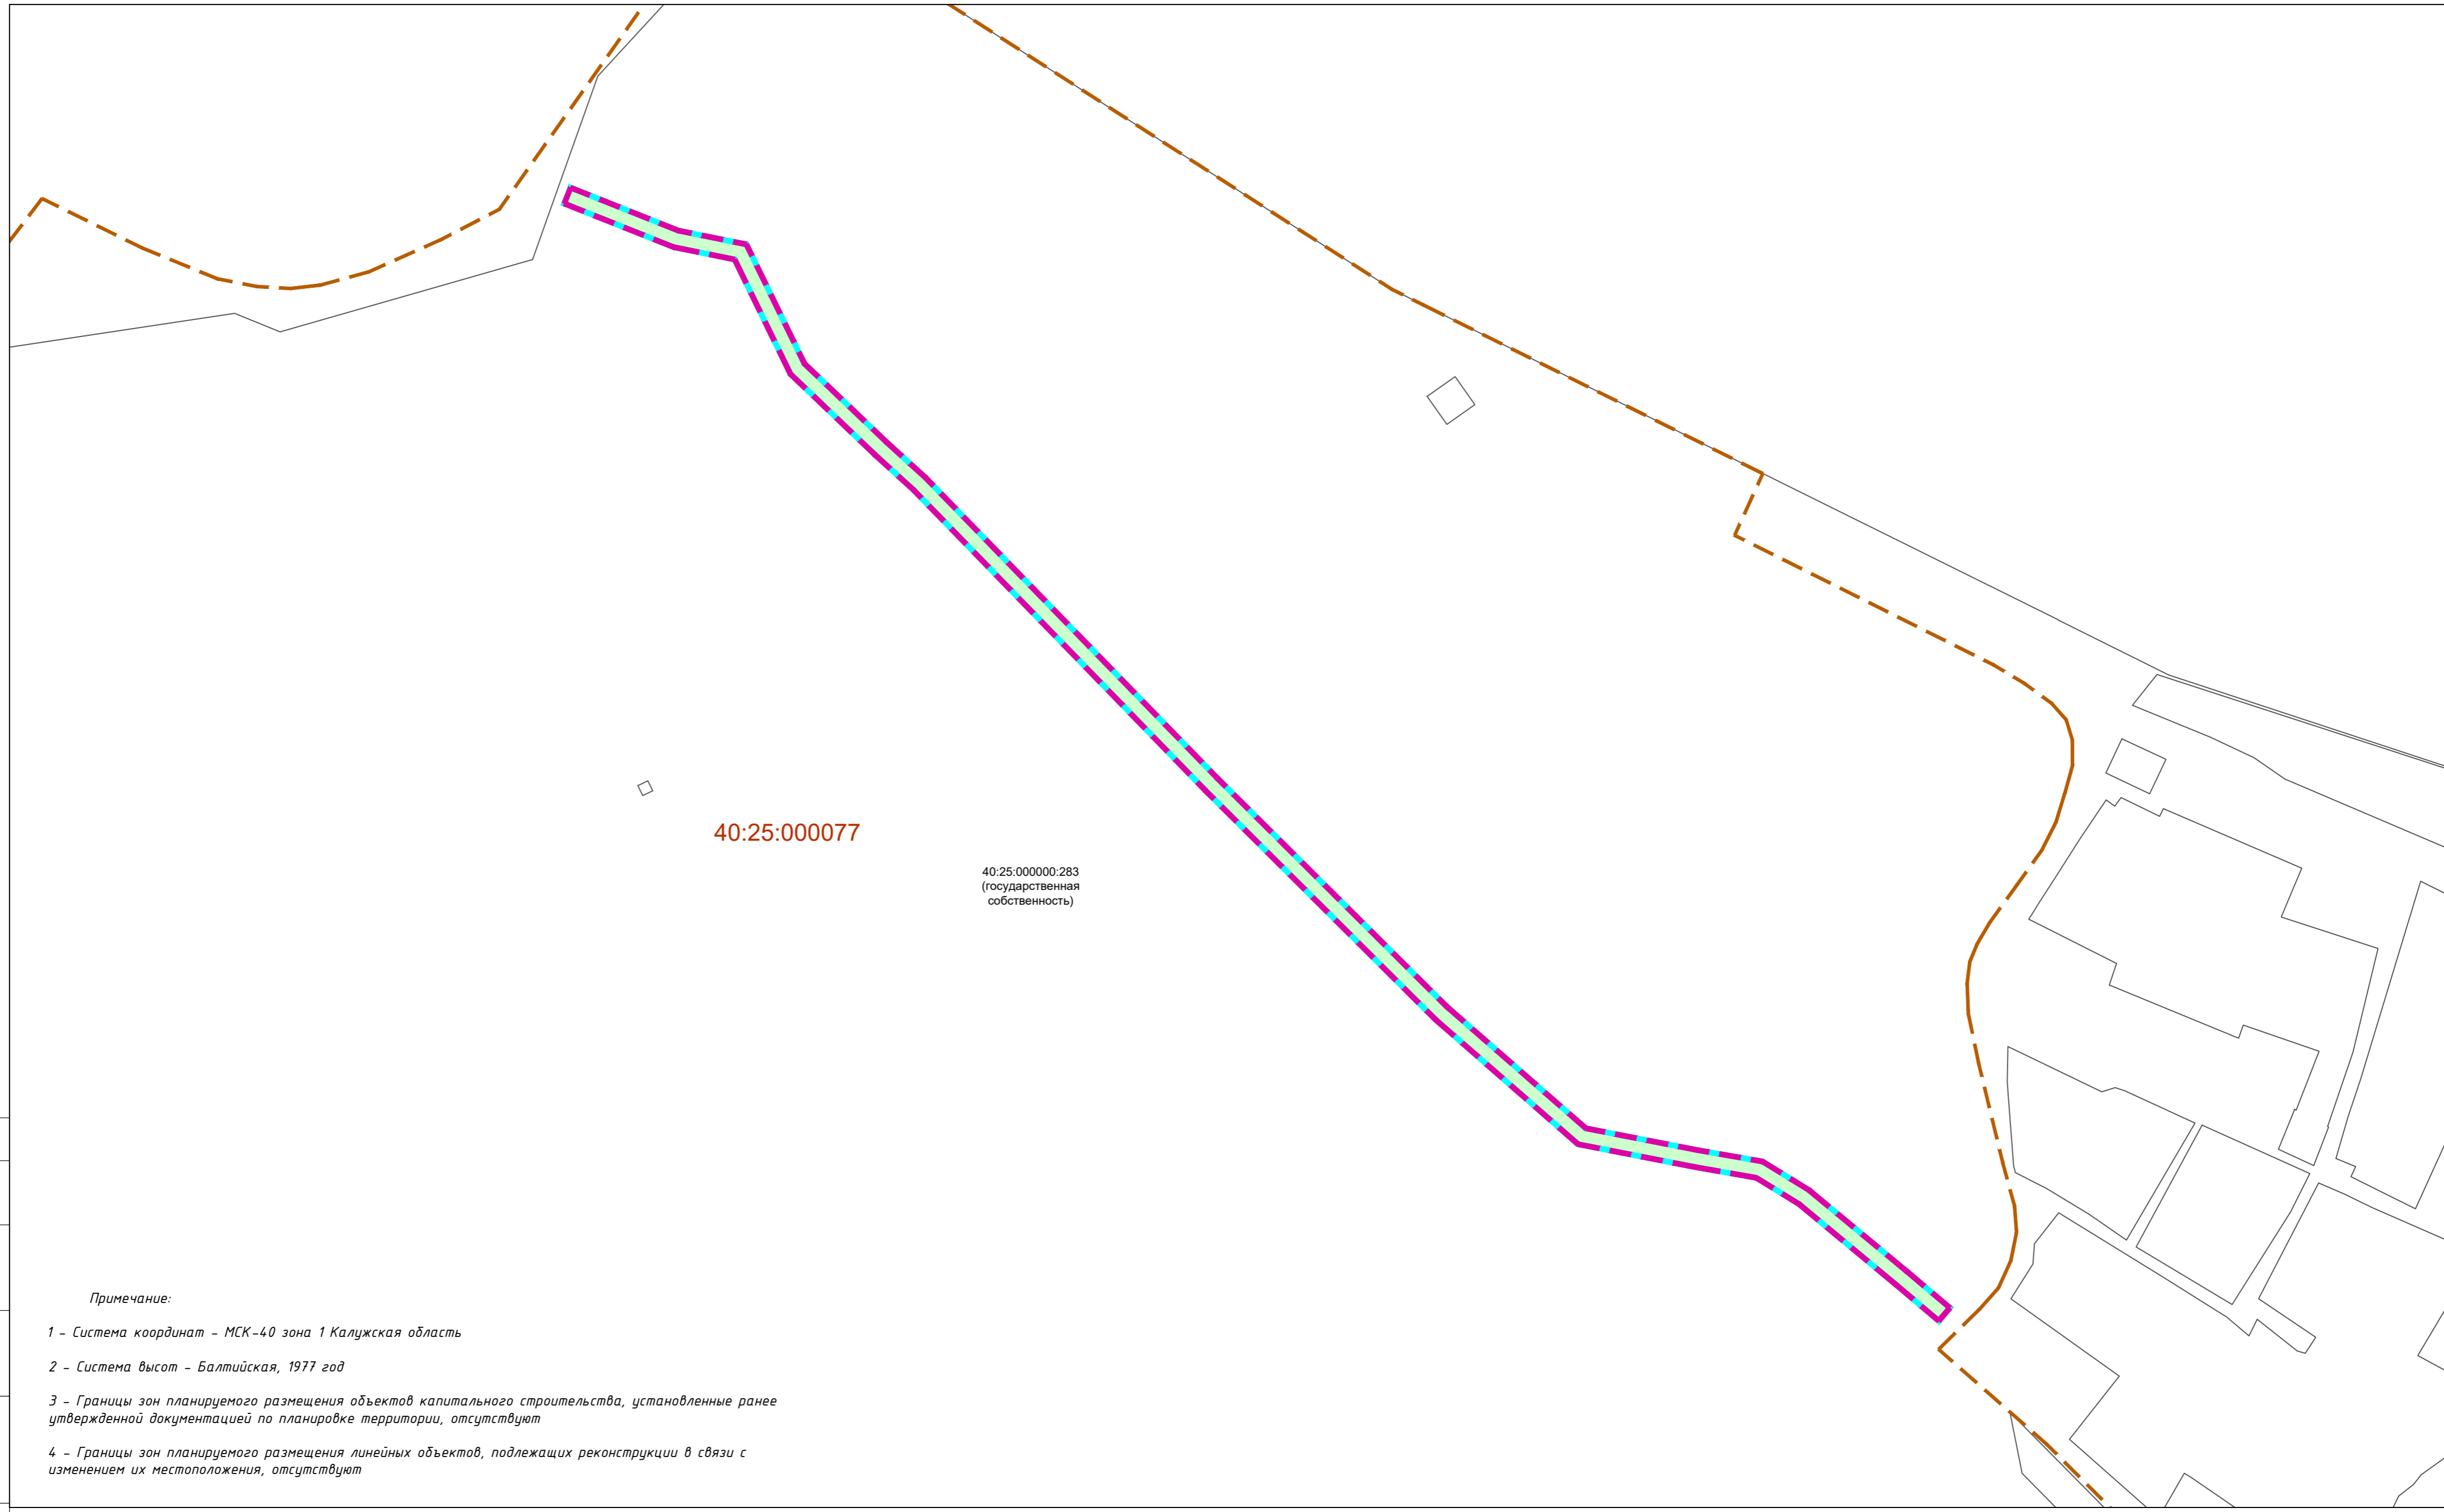 40:25:000077
40:25:000000:283
(государственная
собственность)
Примечание:
1 - Система координат - МСК-40 зона 1 Калужская область
2 - Система высот - Балтийская, 1977 год
3 - Границы зон планируемого размещения объектов капитального строительства, установленные ранее
утвержденной документацией по планировке территории, отсутствуют
4 - Границы зон планируемого размещения линейных объектов, подлежащих реконструкции в связи с
изменением их местоположения, отсутствуют